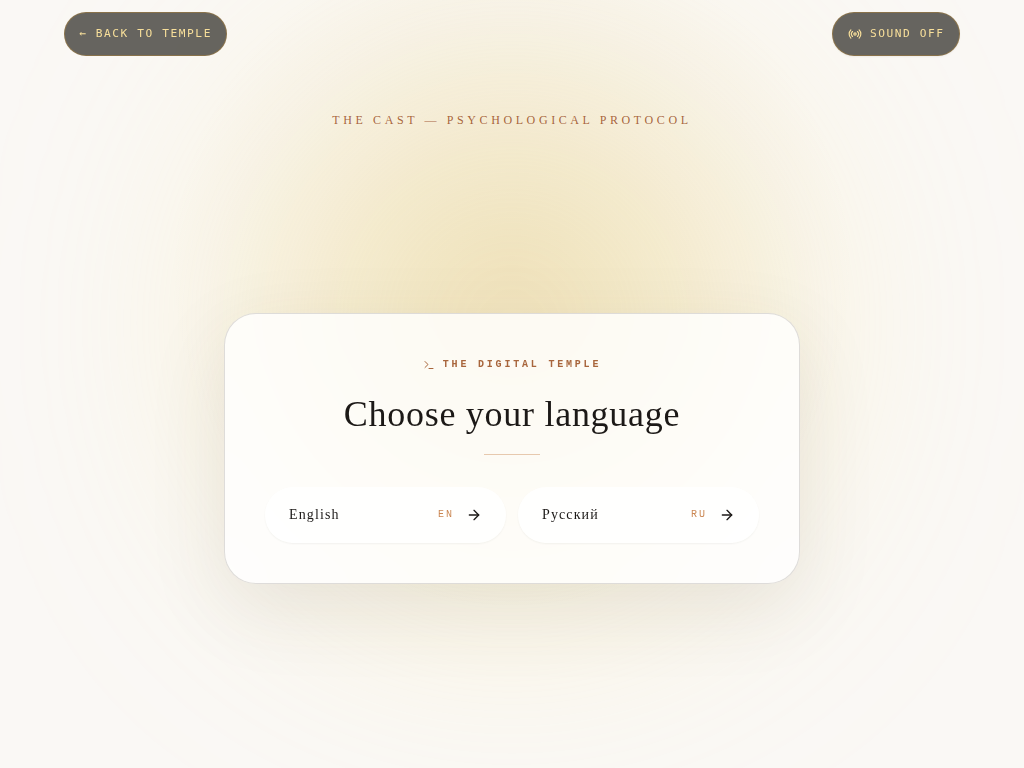 ← BACK TO TEMPLE
SOUND OFF
THE CAST — PSYCHOLOGICAL PROTOCOL
THE DIGITAL TEMPLE
Choose your language
English EN →
Русский RU →